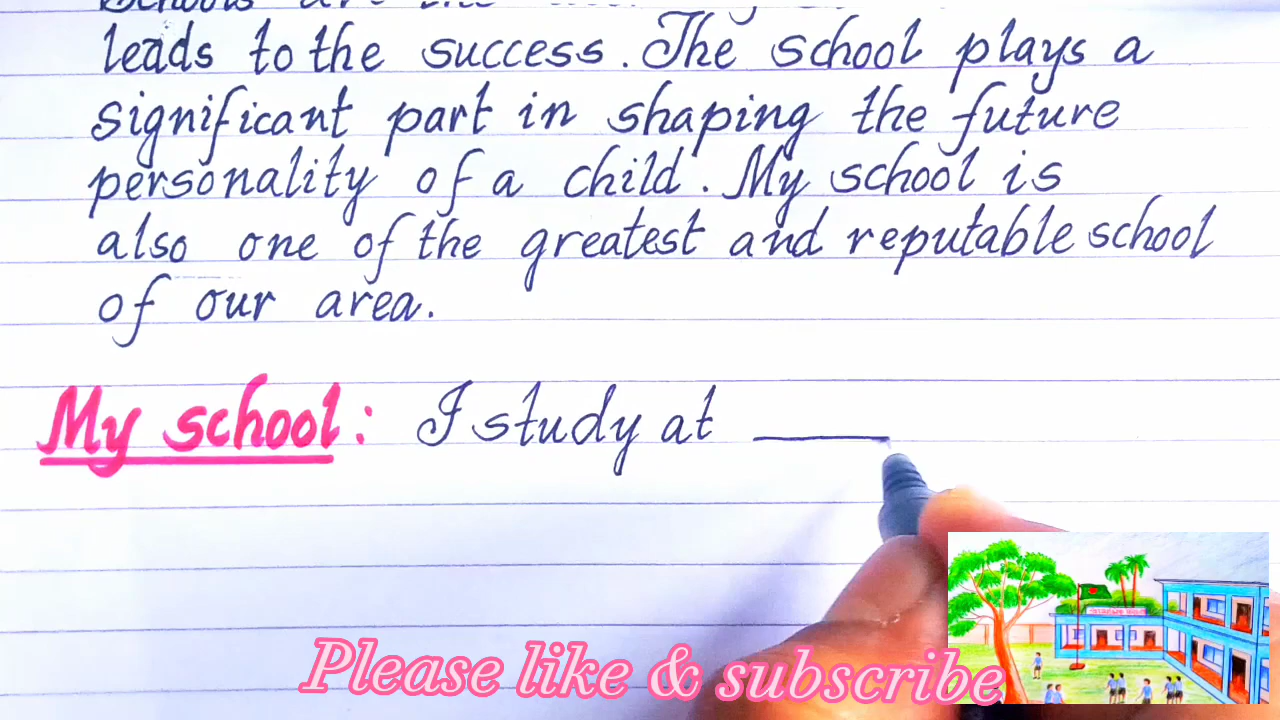 leads to the success. The school plays a
significant part in shaping the future
personality of a child. My school is
also one of the greatest and reputable school
of our area.
My school: I study at ______
Please like & subscribe